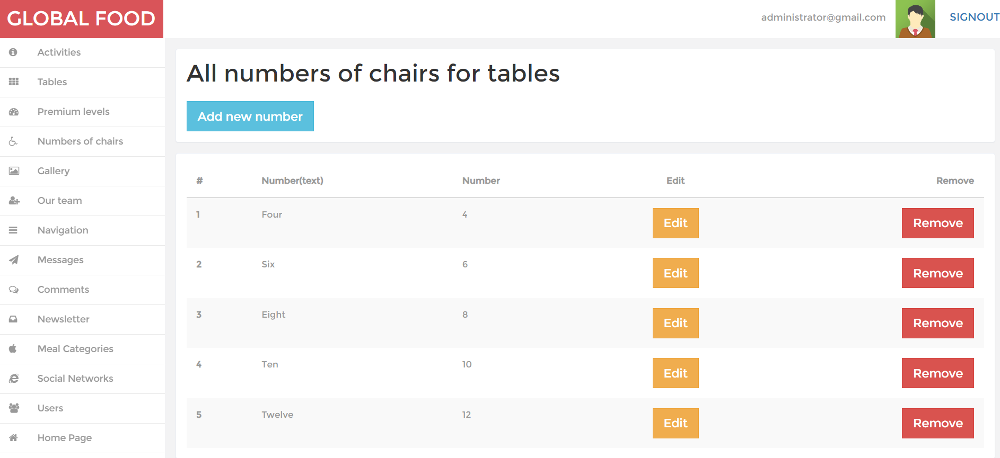 GLOBAL FOOD
administrator@gmail.com
SIGNOUT
Activities
Tables
Premium levels
Numbers of chairs
Gallery
Our team
Navigation
Messages
Comments
Newsletter
Meal Categories
Social Networks
Users
Home Page
All numbers of chairs for tables
Add new number
# Number(text) Number Edit Remove
1 Four 4 Edit Remove
2 Six 6 Edit Remove
3 Eight 8 Edit Remove
4 Ten 10 Edit Remove
5 Twelve 12 Edit Remove